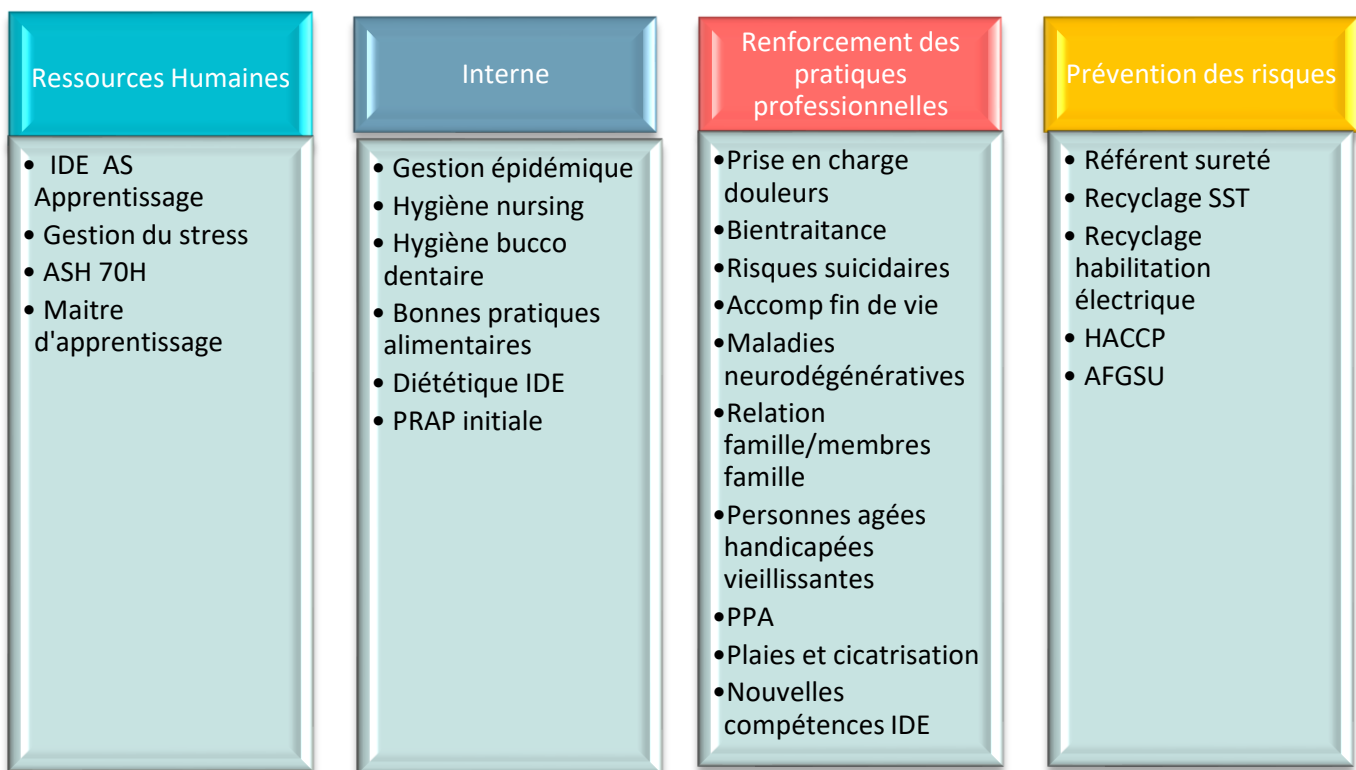 Ressources Humaines
• IDE AS
Apprentissage
• Gestion du stress
• ASH 70H
• Maitre
d'apprentissage
Interne
• Gestion épidémique
• Hygiène nursing
• Hygiène bucco
dentaire
• Bonnes pratiques
alimentaires
• Diététique IDE
• PRAP initiale
Renforcement des
pratiques
professionnelles
•Prise en charge
douleurs
•Bientraitance
•Risques suicidaires
•Accomp fin de vie
•Maladies
neurodégénératives
•Relation
famille/membres
famille
•Personnes agées
handicapées
vieillissantes
•PPA
•Plaies et cicatrisation
•Nouvelles
compétences IDE
Prévention des risques
• Référent sureté
• Recyclage SST
• Recyclage
habilitation
électrique
• HACCP
• AFGSU